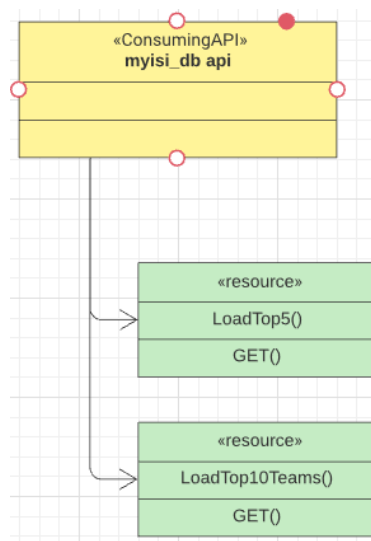 «ConsumingAPI»
myisi_db api
«resource»
LoadTop5()
GET()
«resource»
LoadTop10Teams()
GET()